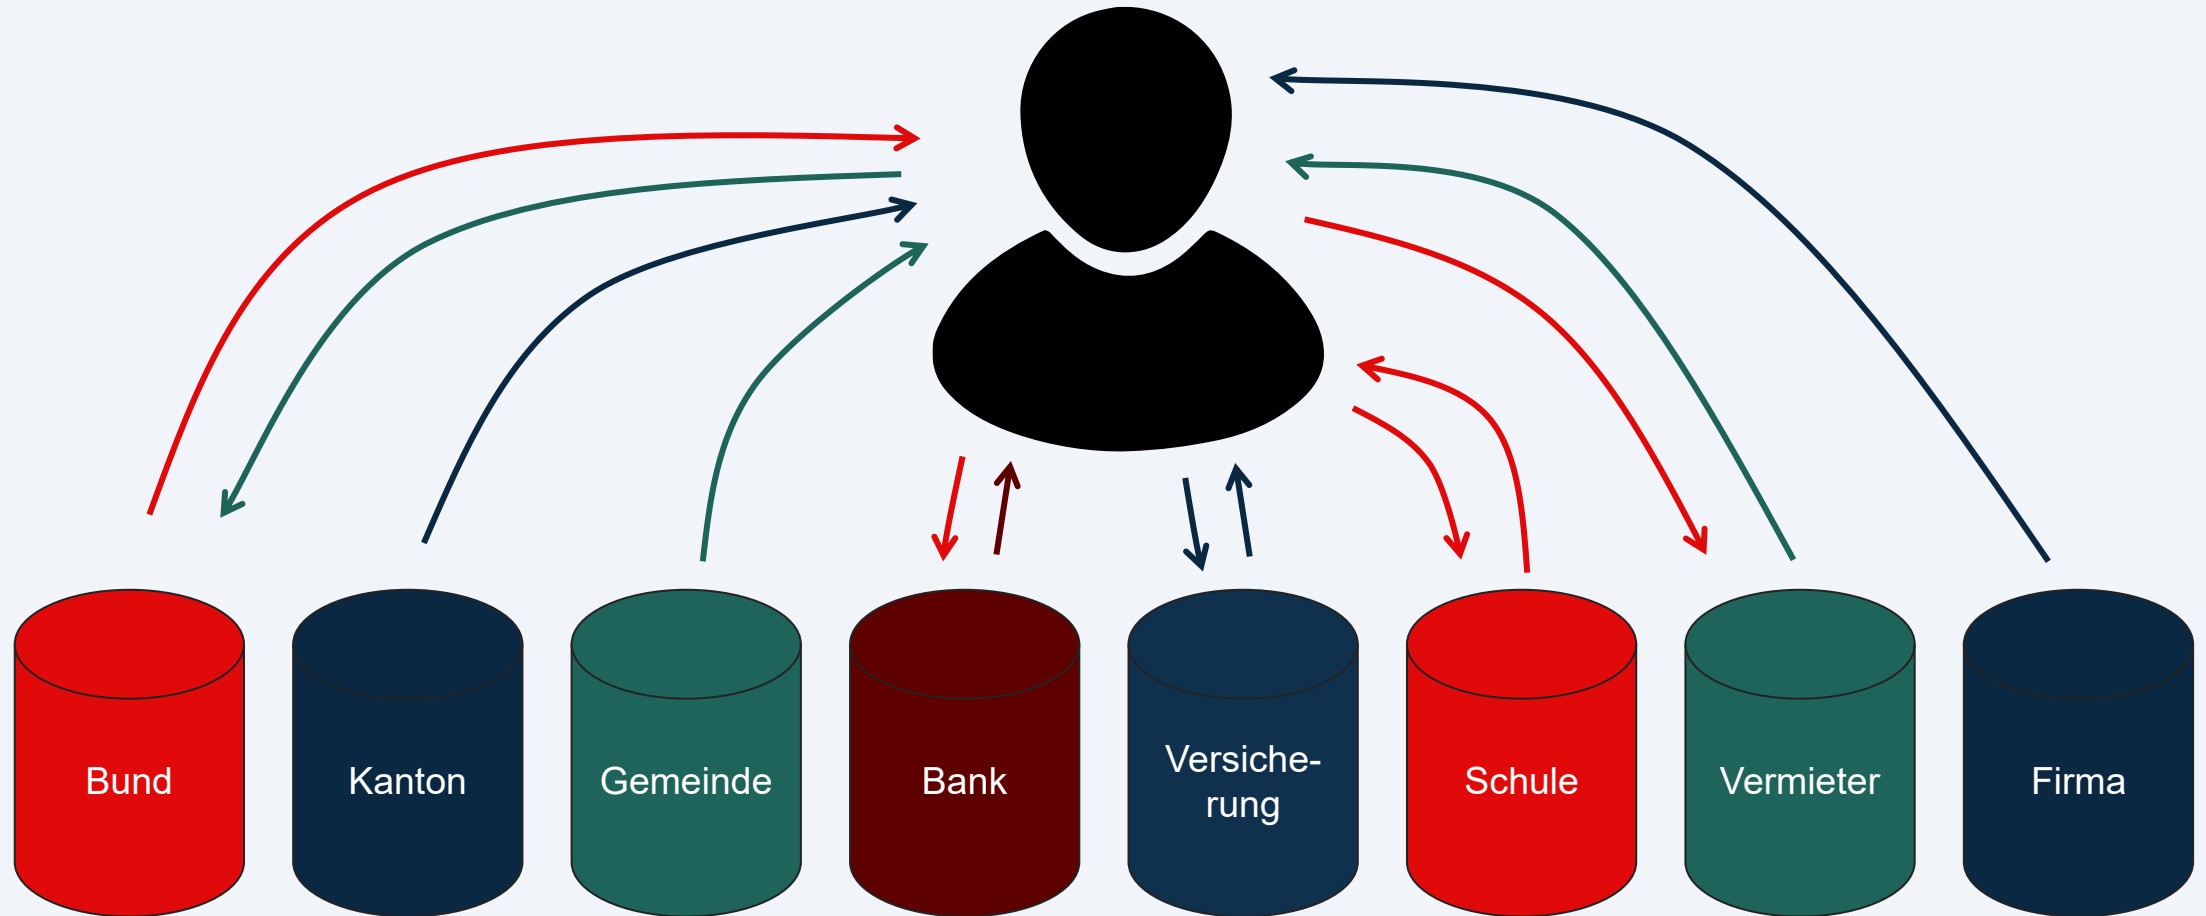 Bund
Kanton
Gemeinde
Bank
Versiche-
rung
Schule
Vermieter
Firma